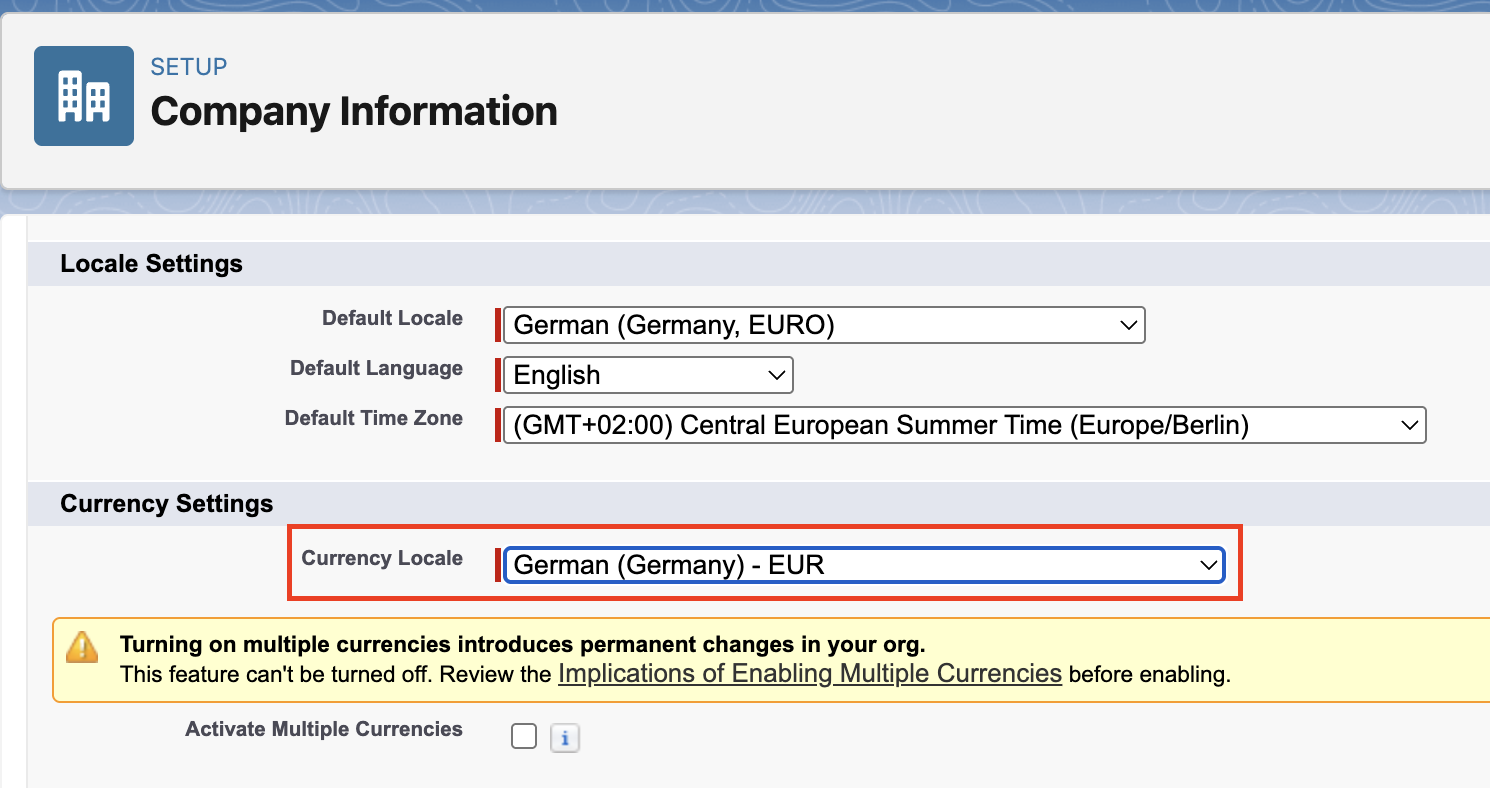 SETUP
Company Information
Locale Settings
Default Locale German (Germany, EURO)
Default Language English
Default Time Zone (GMT+02:00) Central European Summer Time (Europe/Berlin)
Currency Settings
Currency Locale German (Germany) - EUR
Turning on multiple currencies introduces permanent changes in your org.
This feature can't be turned off. Review the Implications of Enabling Multiple Currencies before enabling.
Activate Multiple Currencies i